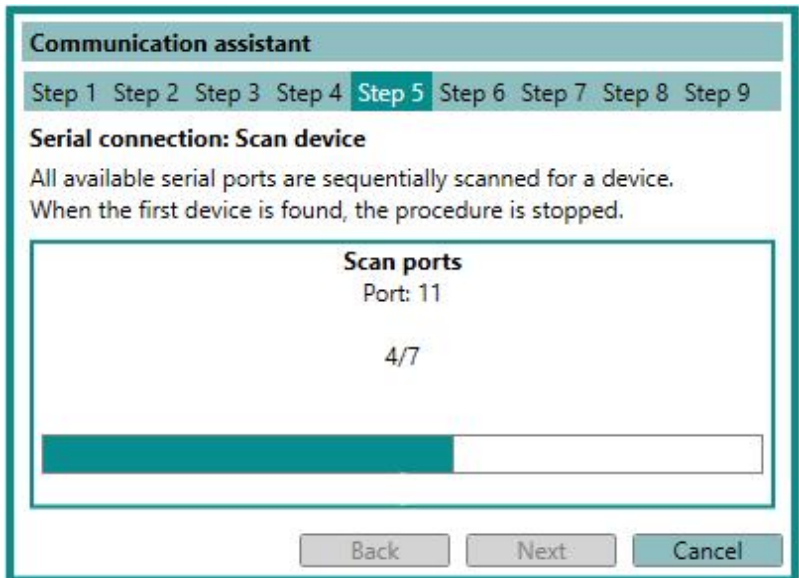 Communication assistant
Step 1 Step 2 Step 3 Step 4 Step 5 Step 6 Step 7 Step 8 Step 9
Serial connection: Scan device
All available serial ports are sequentially scanned for a device.
When the first device is found, the procedure is stopped.
Scan ports
Port: 11
4/7
Back Next Cancel